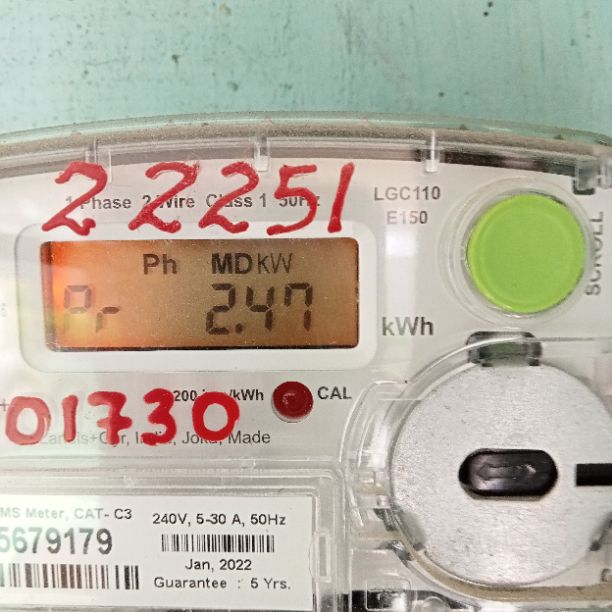 22251
1 Phase 2 Wire Class 1 50Hz
LGC110
E150
SCROLL
Ph MD kW
Pr 2.47
kWh
CAL
01730
Made
MS Meter, CAT- C3
5679179
240V, 5-30 A, 50Hz
Jan, 2022
Guarantee : 5 Yrs.